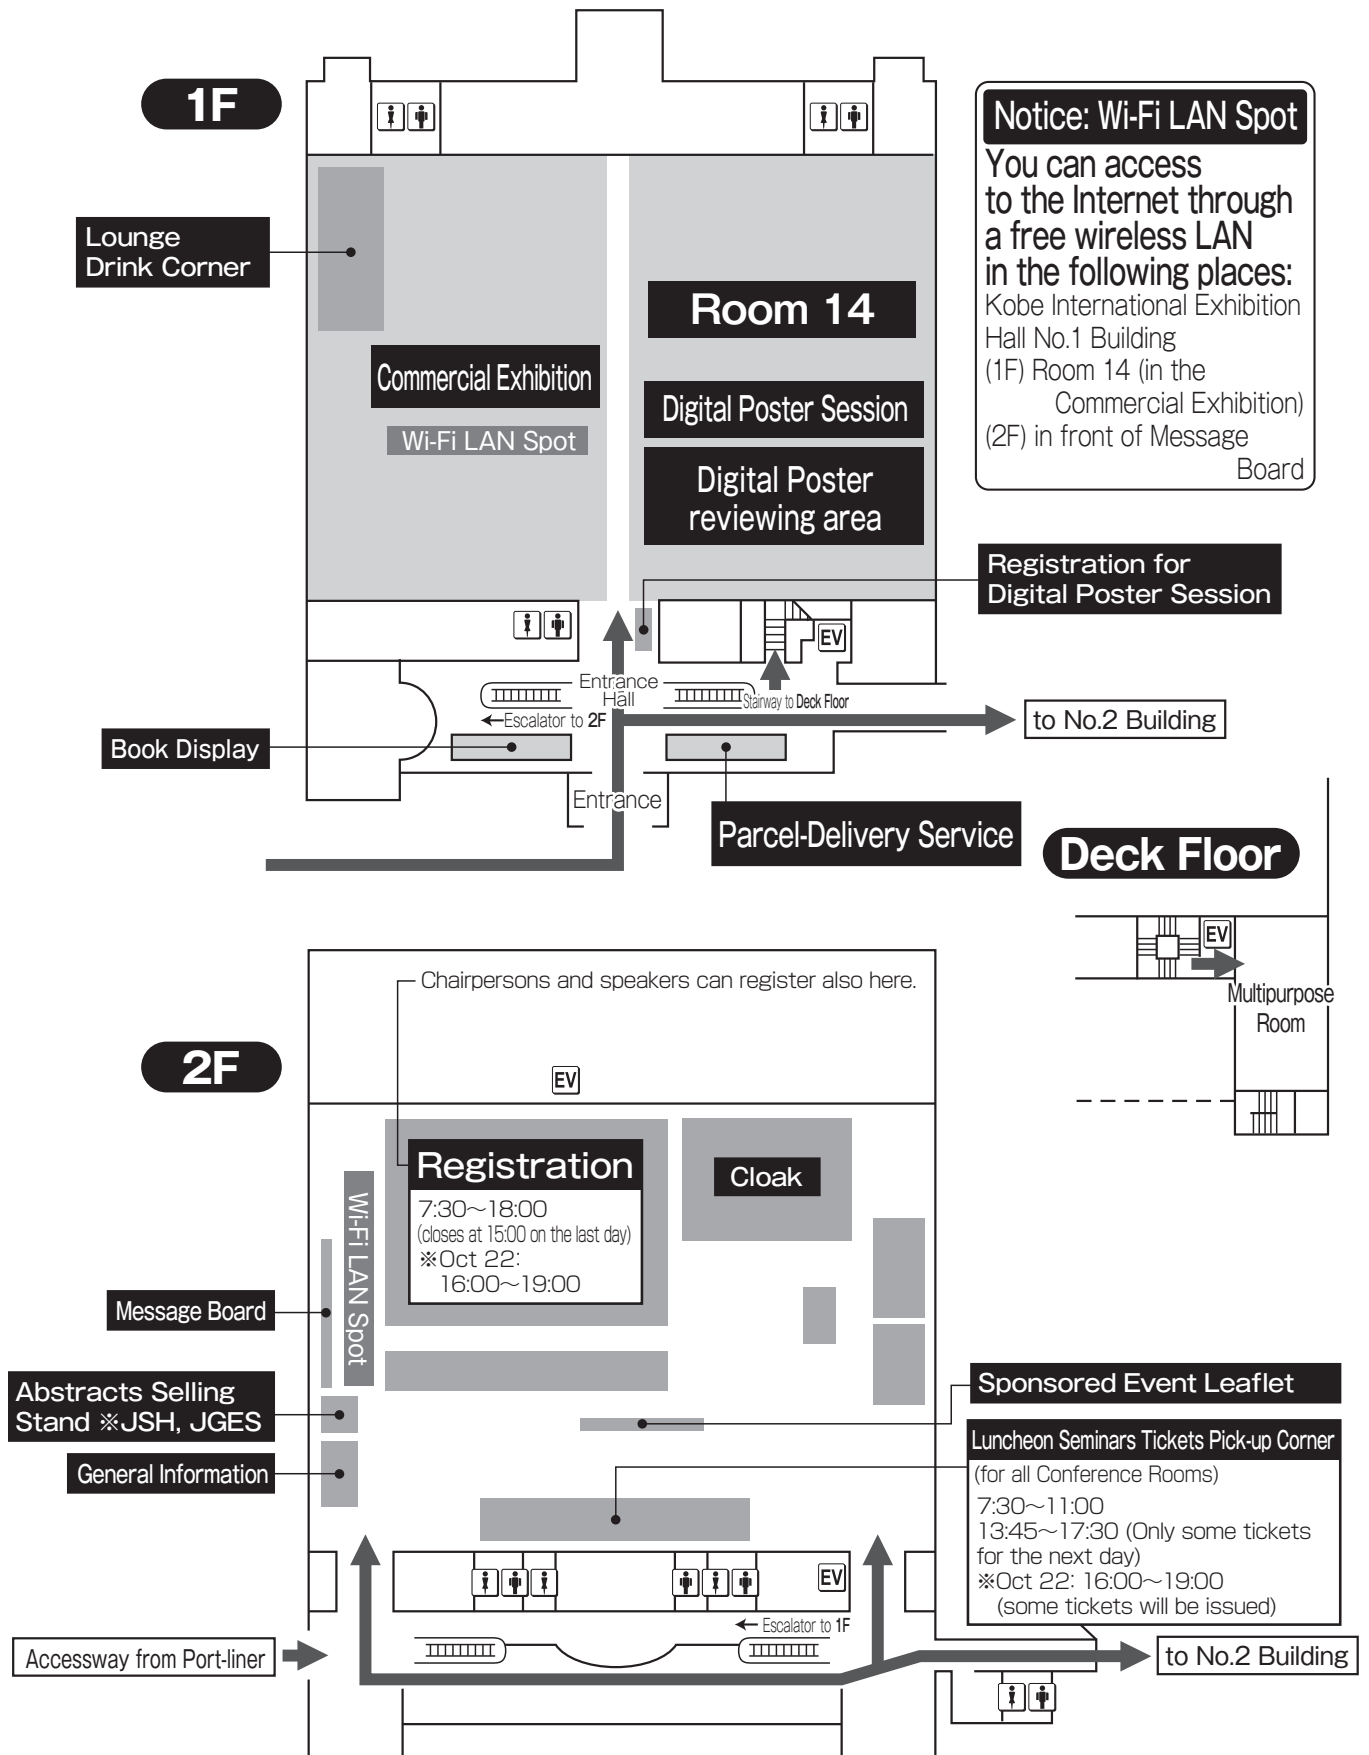 1F
Notice: Wi-Fi LAN Spot
You can access
to the Internet through
a free wireless LAN
in the following places:
Kobe International Exhibition
Hall No.1 Building
(1F) Room 14 (in the
Commercial Exhibition)
(2F) in front of Message
Board
Lounge
Drink Corner
Room 14
Commercial Exhibition
Wi-Fi LAN Spot
Digital Poster Session
Digital Poster
reviewing area
Registration for
Digital Poster Session
EV
Entrance
Hall
Stairway to Deck Floor
←Escalator to 2F
to No.2 Building
Book Display
Entrance
Parcel-Delivery Service
Deck Floor
EV
Multipurpose
Room
2F
Chairpersons and speakers can register also here.
EV
Registration
7:30～18:00
(closes at 15:00 on the last day)
※Oct 22:
16:00～19:00
Cloak
Wi-Fi LAN Spot
Message Board
Abstracts Selling
Stand ※JSH, JGES
General Information
Sponsored Event Leaflet
Luncheon Seminars Tickets Pick-up Corner
(for all Conference Rooms)
7:30～11:00
13:45～17:30 (Only some tickets
for the next day)
※Oct 22: 16:00～19:00
(some tickets will be issued)
EV
← Escalator to 1F
Accessway from Port-liner
to No.2 Building